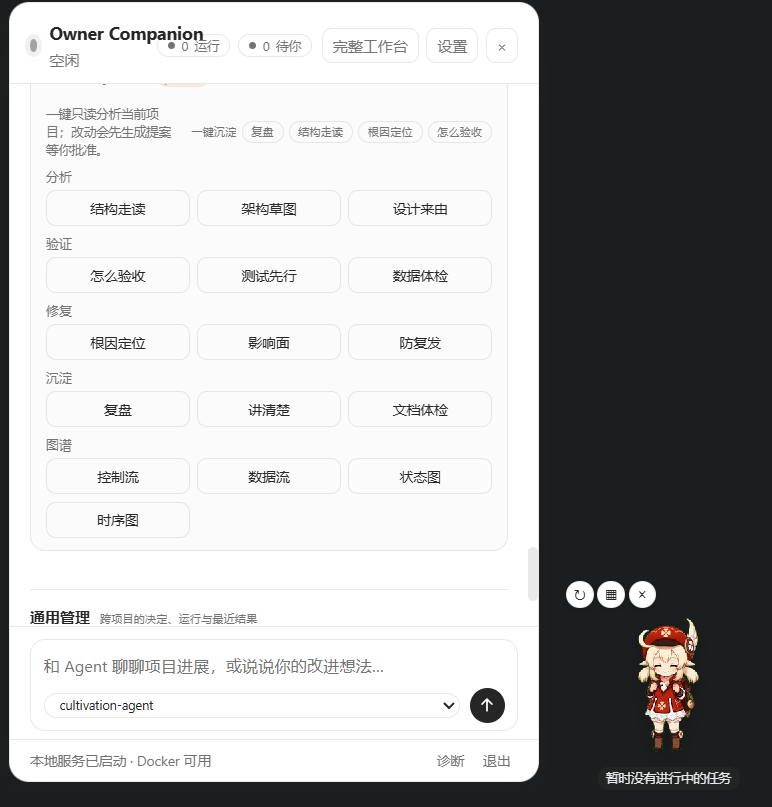 Owner Companion
空闲
0 运行
0 待你
完整工作台
设置
×
一键只读分析当前项
目；改动会先生成提案
等你批准。
一键沉淀
复盘
结构走读
根因定位
怎么验收
分析
结构走读
架构草图
设计来由
验证
怎么验收
测试先行
数据体检
修复
根因定位
影响面
防复发
沉淀
复盘
讲清楚
文档体检
图谱
控制流
数据流
状态图
时序图
通用管理 跨项目的决定、运行与最近结果
和 Agent 聊聊项目进展，或说说你的改进想法...
cultivation-agent
本地服务已启动 · Docker 可用
诊断
退出
暂时没有进行中的任务